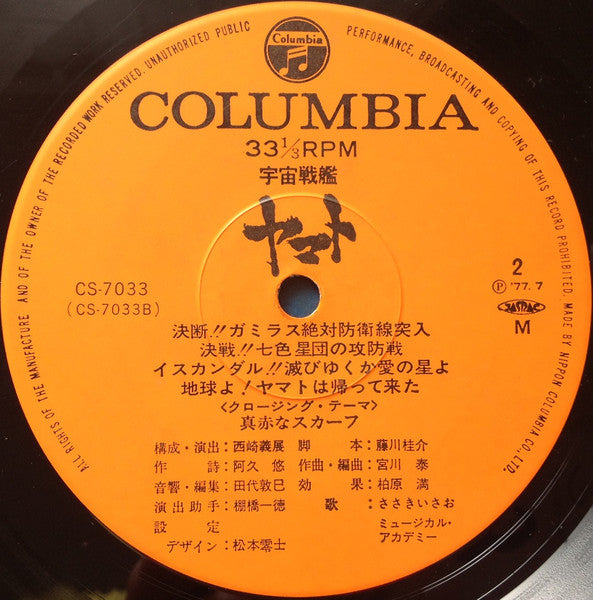 ALL RIGHTS OF THE MANUFACTURE AND OF THE OWNER OF THE RECORDED WORK RESERVED. UNAUTHORIZED PUBLIC PERFORMANCE, BROADCASTING AND COPYING OF THIS RECORD PROHIBITED. MADE BY NIPPON COLUMBIA CO., LTD.
Columbia
COLUMBIA
33⅓RPM
宇宙戦艦
ヤマト
CS-7033
(CS-7033B)
2
Ⓟ '77. 7
JASRAC
M
決断!!ガミラス絶対防衛線突入
決戦!!七色星団の攻防戦
イスカンダル!!滅びゆくか愛の星よ
地球よ!ヤマトは帰って来た
〈クロージング・テーマ〉
真赤なスカーフ
構成・演出:西崎義展 脚本:藤川桂介
作詩:阿久悠 作曲・編曲:宮川泰
音響・編集:田代敦巳 効果:柏原満
演出助手:棚橋一徳 歌:ささきいさお
設定 ミュージカル・
デザイン:松本零士 アカデミー